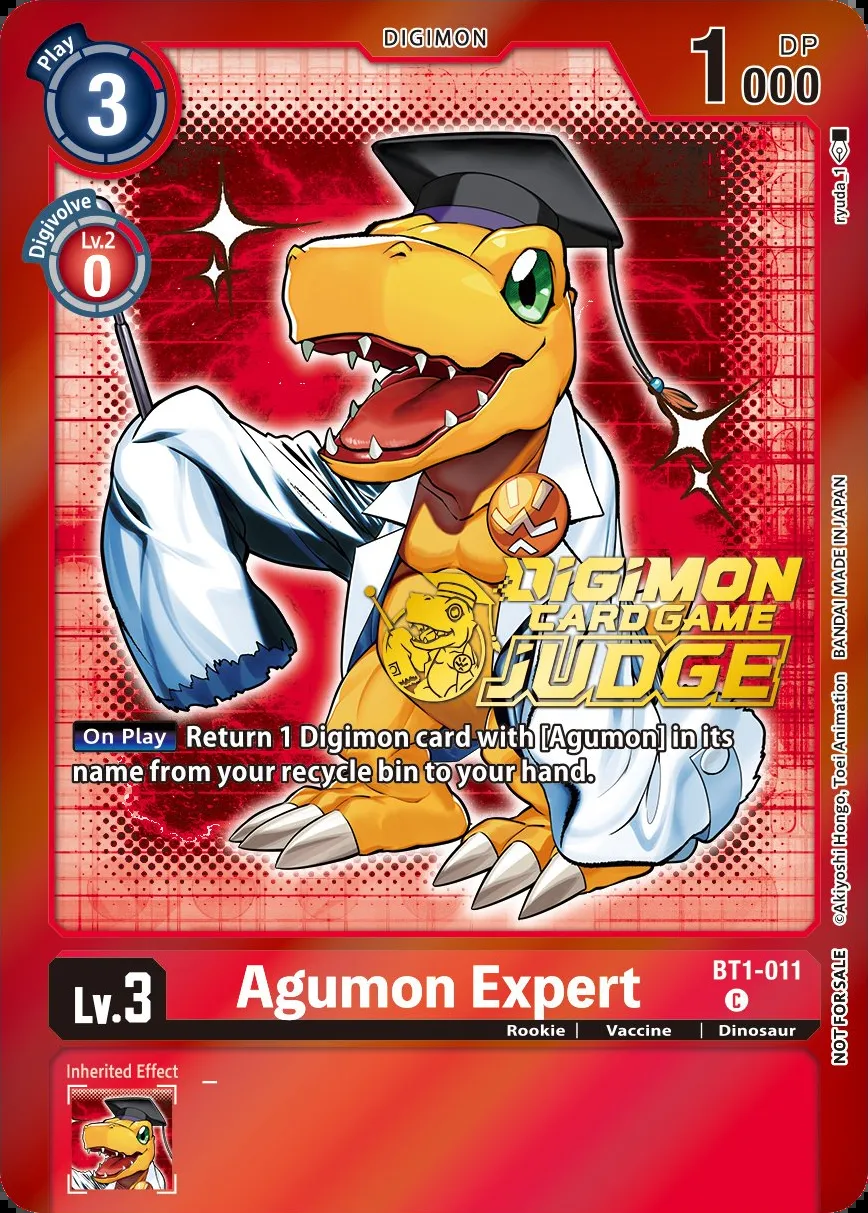 Play
3
DIGIMON
1000
DP
Digivolve
Lv.2
0
ryuda_1
DIGIMON
CARD GAME
JUDGE
On Play Return 1 Digimon card with [Agumon] in its
name from your recycle bin to your hand.
©Akiyoshi Hongo, Toei Animation BANDAI MADE IN JAPAN
NOT FOR SALE
Lv.3
Agumon Expert
BT1-011
C
Rookie | Vaccine | Dinosaur
Inherited Effect
–